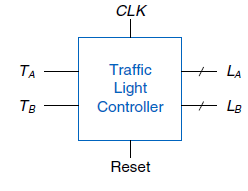 CLK
TA
Traffic
LA
Light
TB
Controller
LB
Reset